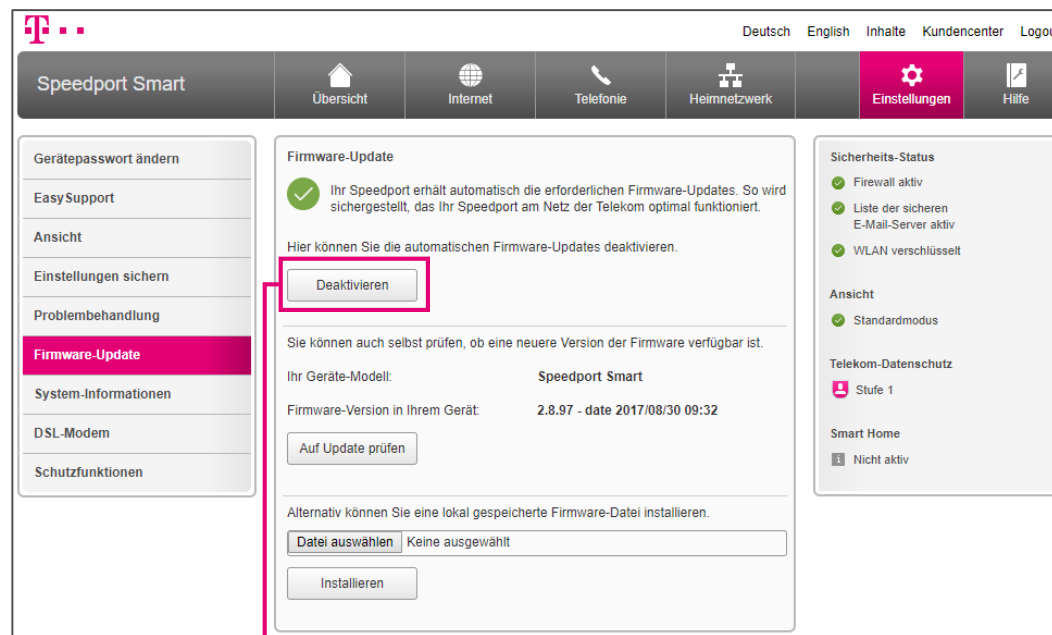 T
Deutsch English Inhalte Kundencenter Logou
Speedport Smart
Übersicht
Internet
Telefonie
Heimnetzwerk
Einstellungen
Hilfe
Gerätepasswort ändern
EasySupport
Ansicht
Einstellungen sichern
Problembehandlung
Firmware-Update
System-Informationen
DSL-Modem
Schutzfunktionen
Firmware-Update
Ihr Speedport erhält automatisch die erforderlichen Firmware-Updates. So wird
sichergestellt, das Ihr Speedport am Netz der Telekom optimal funktioniert.
Hier können Sie die automatischen Firmware-Updates deaktivieren.
Deaktivieren
Sie können auch selbst prüfen, ob eine neuere Version der Firmware verfügbar ist.
Ihr Geräte-Modell: Speedport Smart
Firmware-Version in Ihrem Gerät: 2.8.97 - date 2017/08/30 09:32
Auf Update prüfen
Alternativ können Sie eine lokal gespeicherte Firmware-Datei installieren.
Datei auswählen Keine ausgewählt
Installieren
Sicherheits-Status
Firewall aktiv
Liste der sicheren
E-Mail-Server aktiv
WLAN verschlüsselt
Ansicht
Standardmodus
Telekom-Datenschutz
Stufe 1
Smart Home
Nicht aktiv